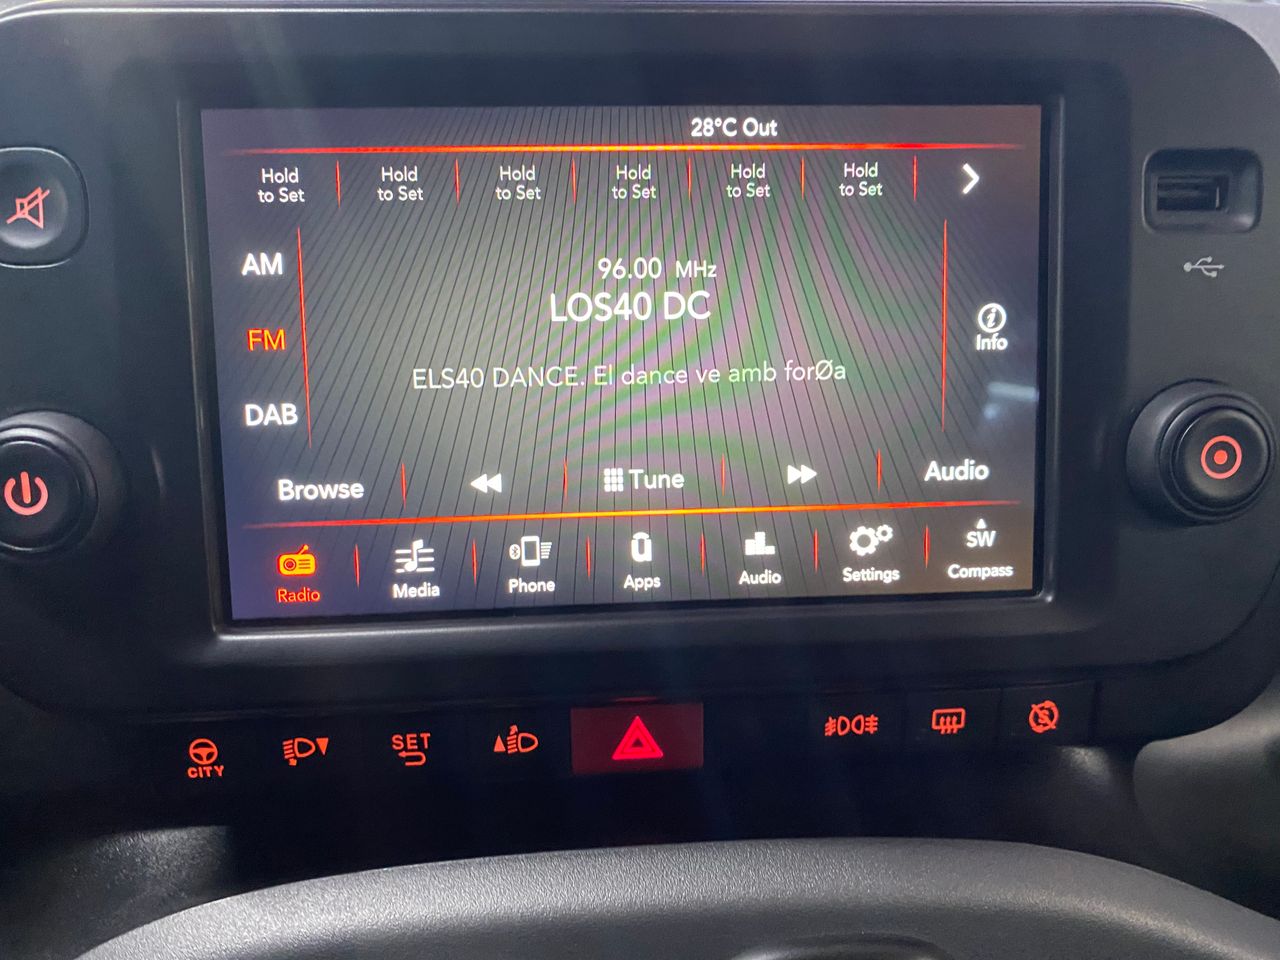 28°C Out
Hold to Set
Hold to Set
Hold to Set
Hold to Set
Hold to Set
Hold to Set
AM
96.00 MHz
LOS40 DC
Info
FM
ELS40 DANCE. El dance ve amb forØa
DAB
Browse
Tune
Audio
Radio
Media
Phone
Apps
Audio
Settings
SW
Compass
CITY
SET